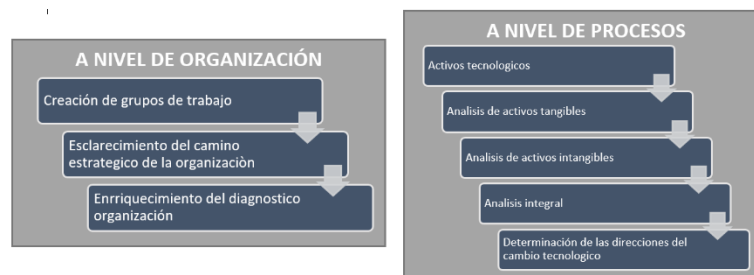 A NIVEL DE ORGANIZACIÓN
Creación de grupos de trabajo
Esclarecimiento del camino
estrategico de la organizaciòn
Enrriquecimiento del diagnostico
organización
A NIVEL DE PROCESOS
Activos tecnologicos
Analisis de activos tangibles
Analisis de activos intangibles
Analisis integral
Determinación de las direcciones del
cambio tecnologico